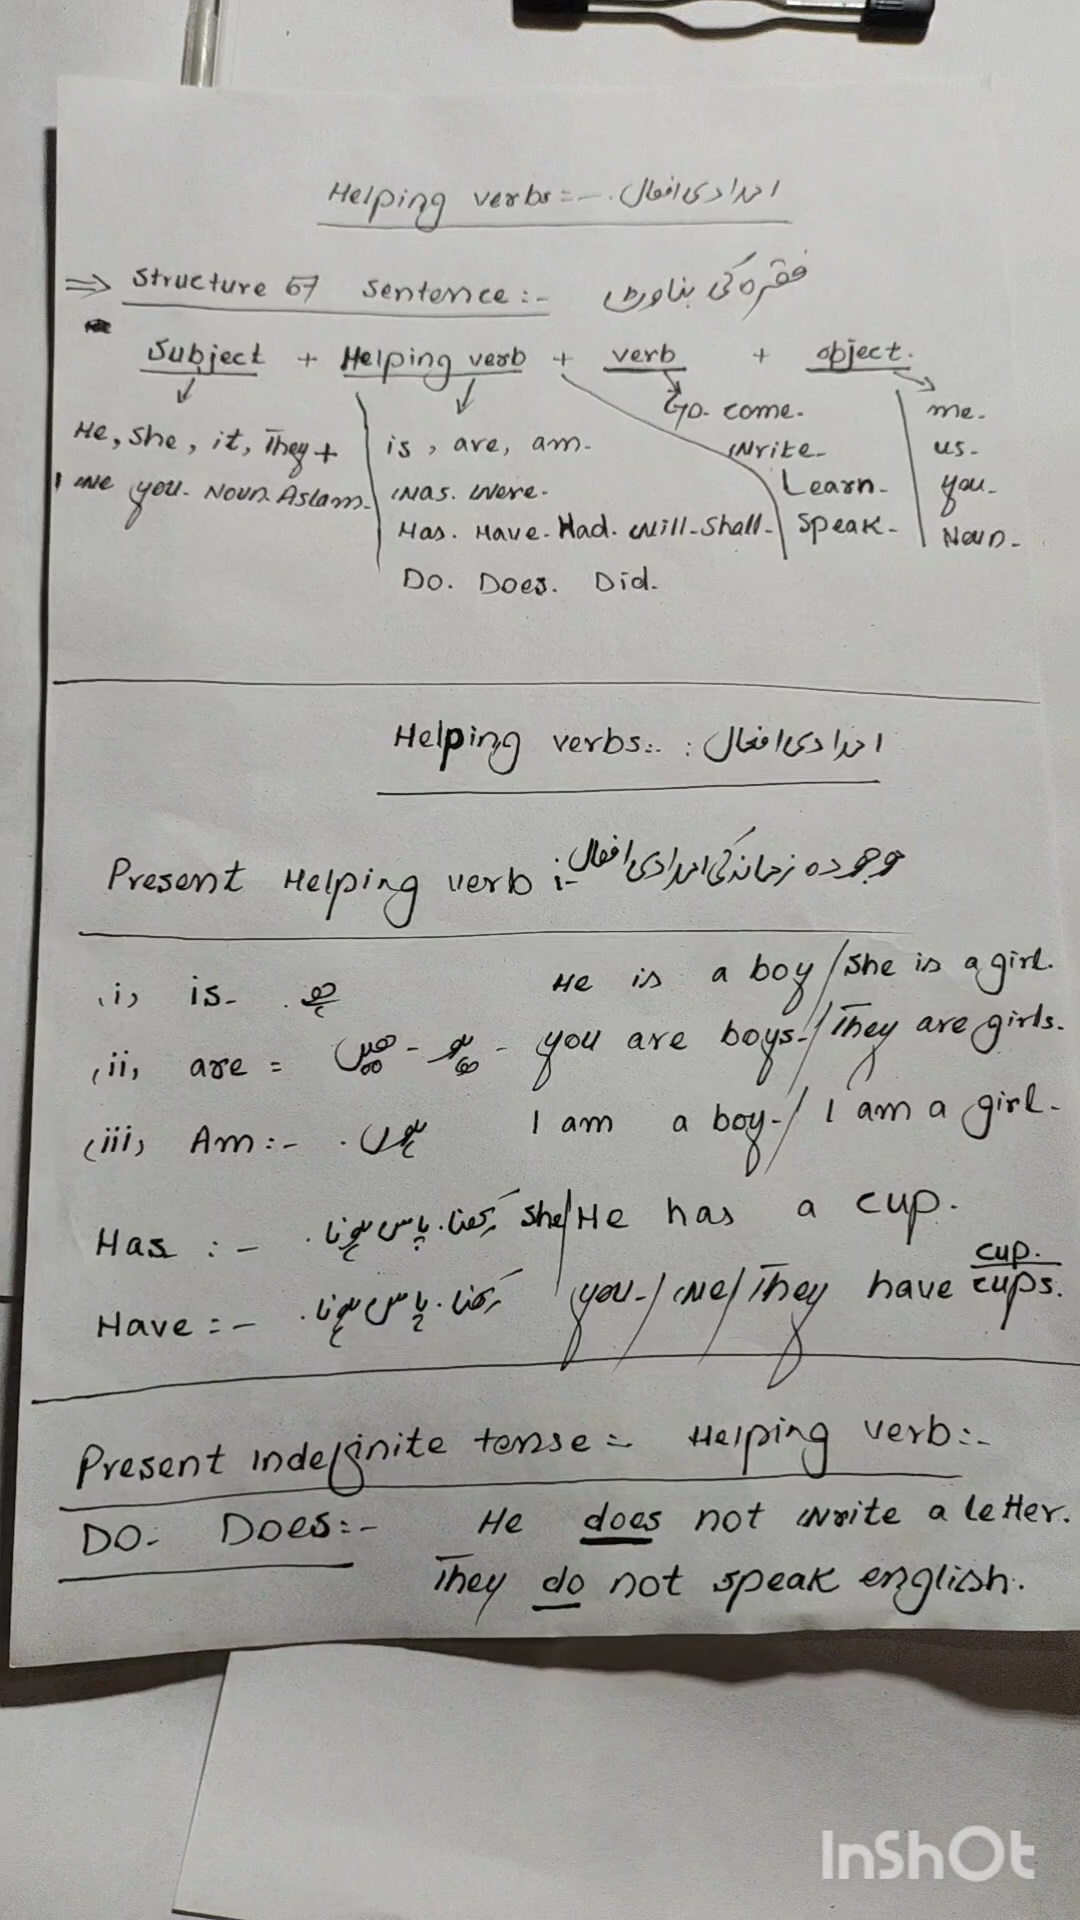 Helping verbs:-. امدادی افعال
⇒ Structure of Sentence:- فقرہ کی بناوٹ
Subject + Helping verb + verb + object.
He, she, it, They + is, are, am. Go. come. me.
I we you. Noun. Aslam. was. were. write. us.
Has. Have. Had. will. shall. Learn. you.
Do. Does. Did. speak. Noun.
Helping verbs:. : امدادی افعال
Present Helping verb :- موجودہ زمانہ کی امدادی افعال
(i) is- ہے. He is a boy / She is a girl.
(ii) are = ہیں - ہو - you are boys. / They are girls.
(iii) Am:- . ہوں I am a boy. / I am a girl.
Has :- رکھنا. پاس ہونا. She/He has a cup.
cup.
Have :- رکھنا. پاس ہونا. you / we / They have cups.
Present indefinite tense :- Helping verb:-
DO. Does:- He does not write a letter.
They do not speak english.
InShOt